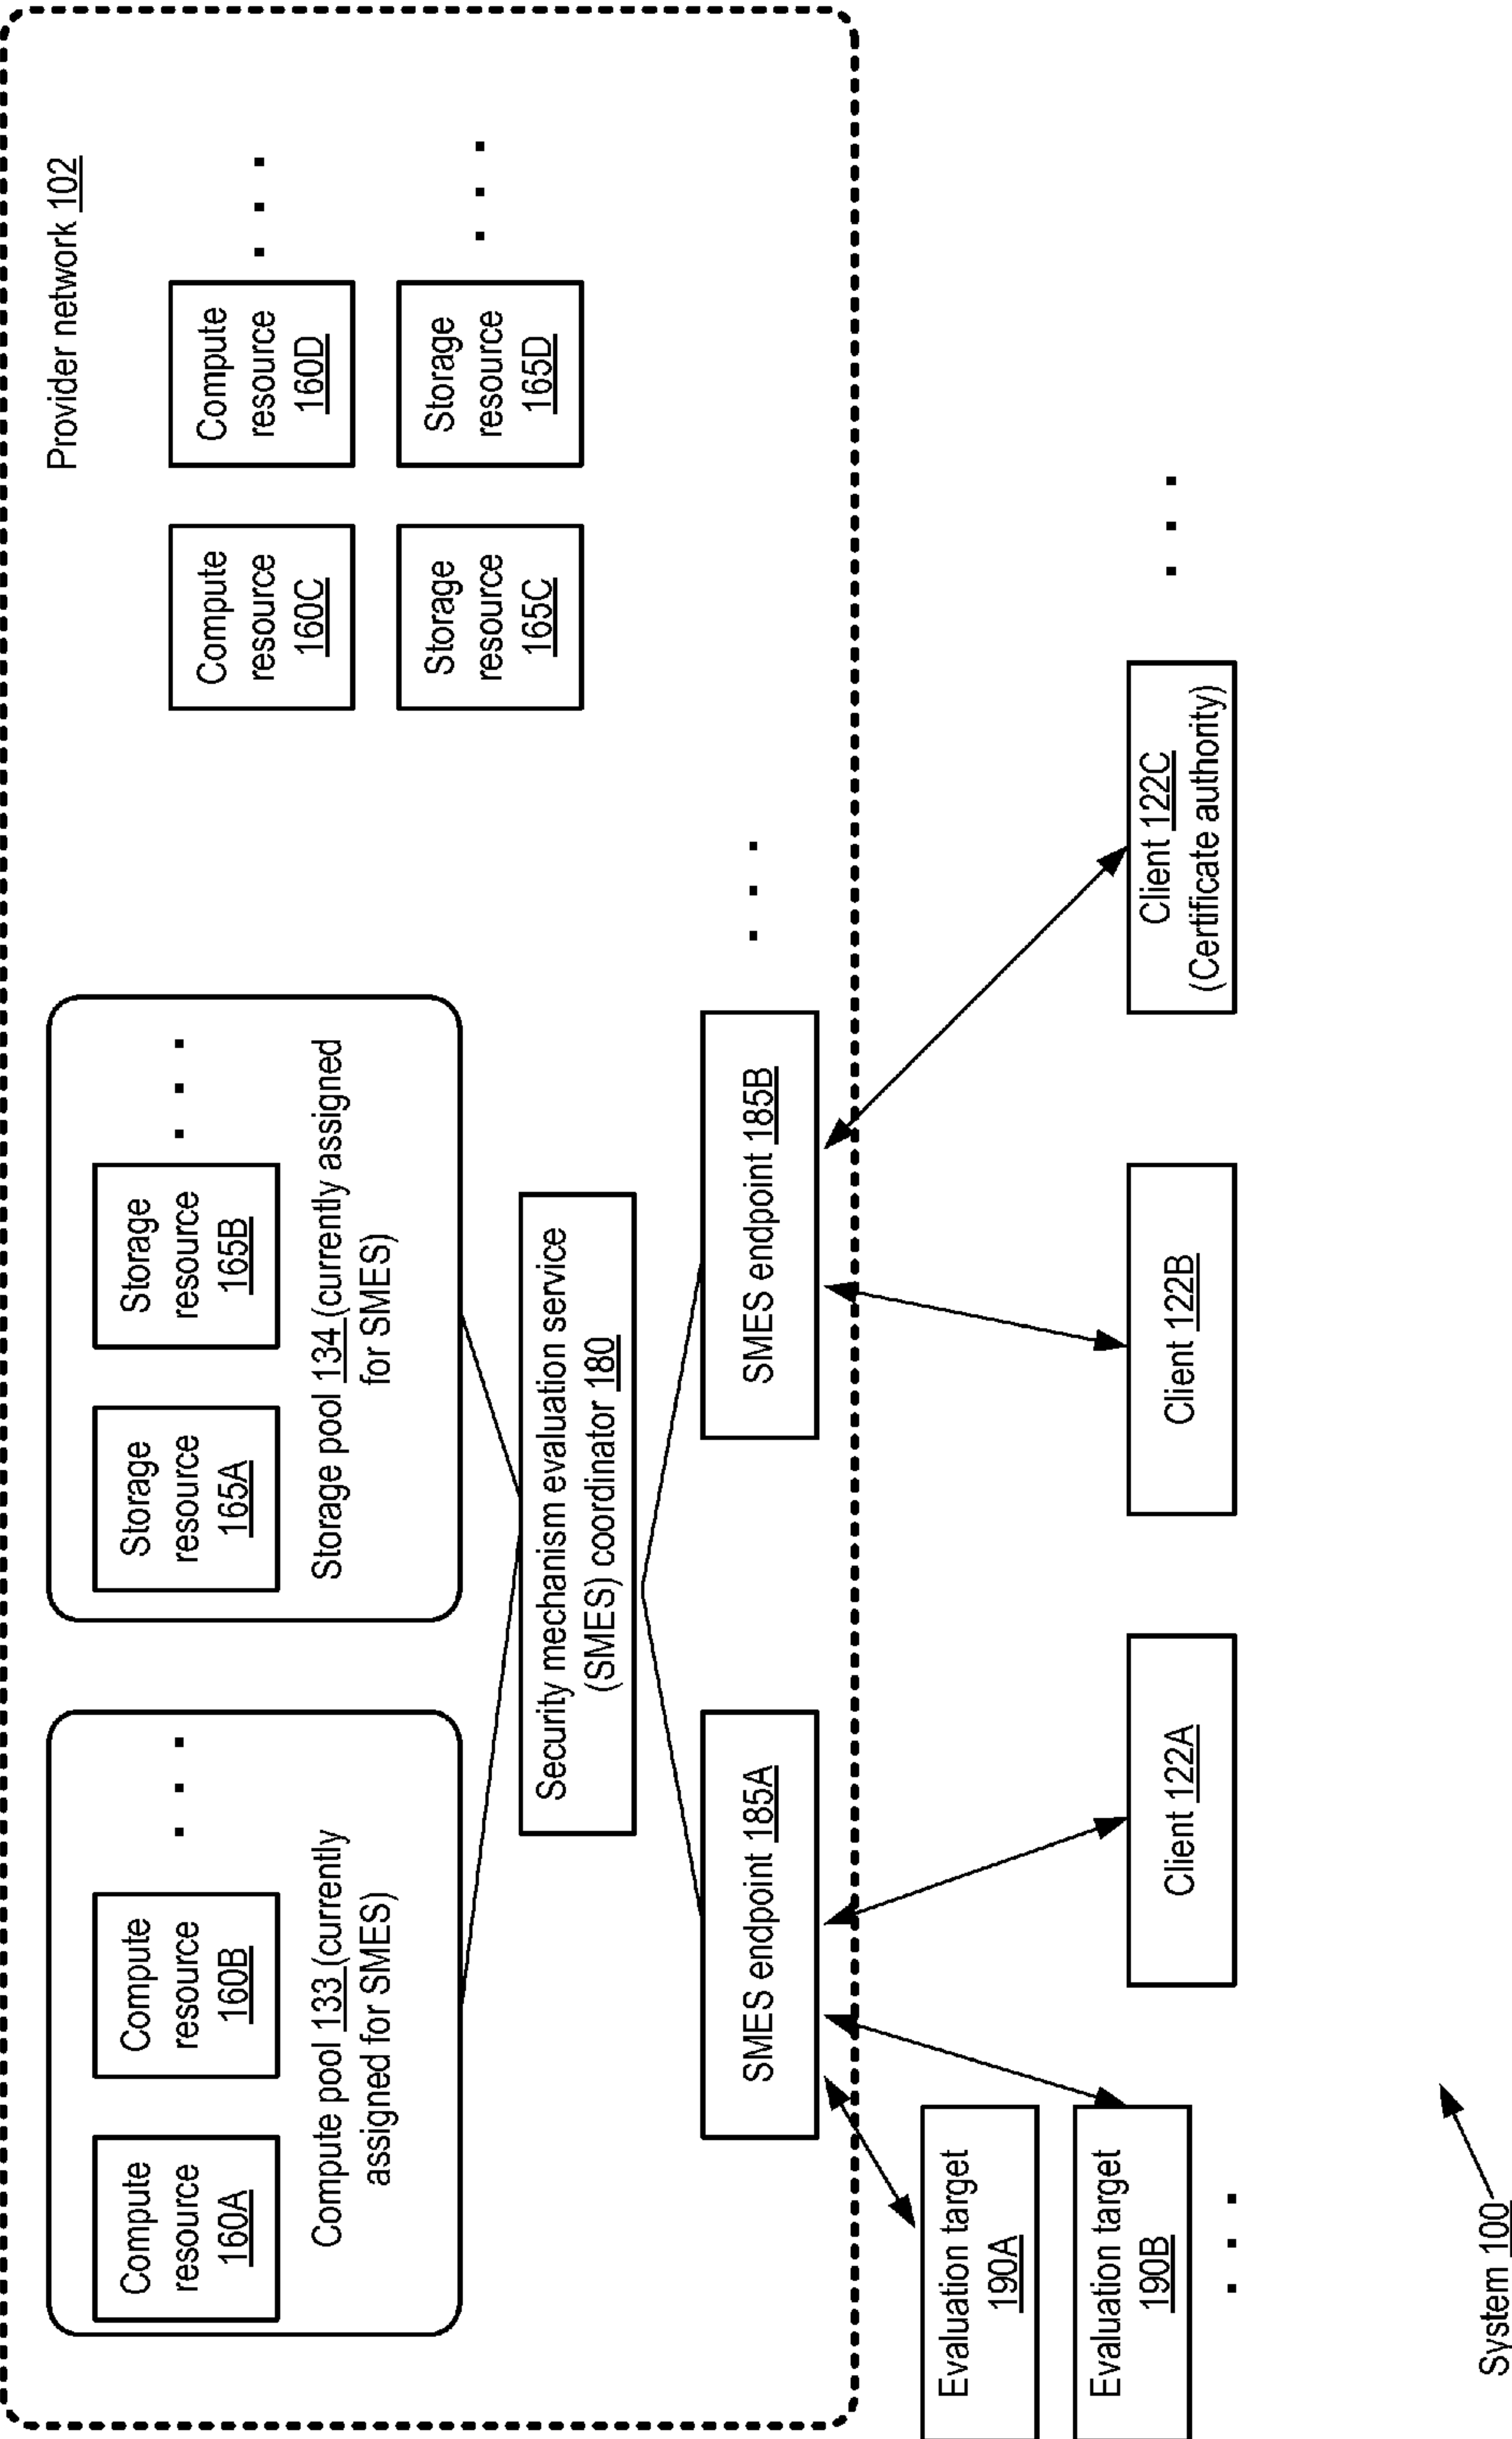 Provider network 102
Compute
resource
160A
Compute
resource
160B
. . .
Compute pool 133 (currently
assigned for SMES)
Storage
resource
165A
Storage
resource
165B
. . .
Storage pool 134 (currently assigned
for SMES)
Compute
resource
160C
Compute
resource
160D
. . .
Storage
resource
165C
Storage
resource
165D
. . .
Security mechanism evaluation service
(SMES) coordinator 180
SMES endpoint 185A
SMES endpoint 185B
. . .
Evaluation target
190A
Evaluation target
190B
. . .
Client 122A
Client 122B
Client 122C
(Certificate authority)
. . .
System 100